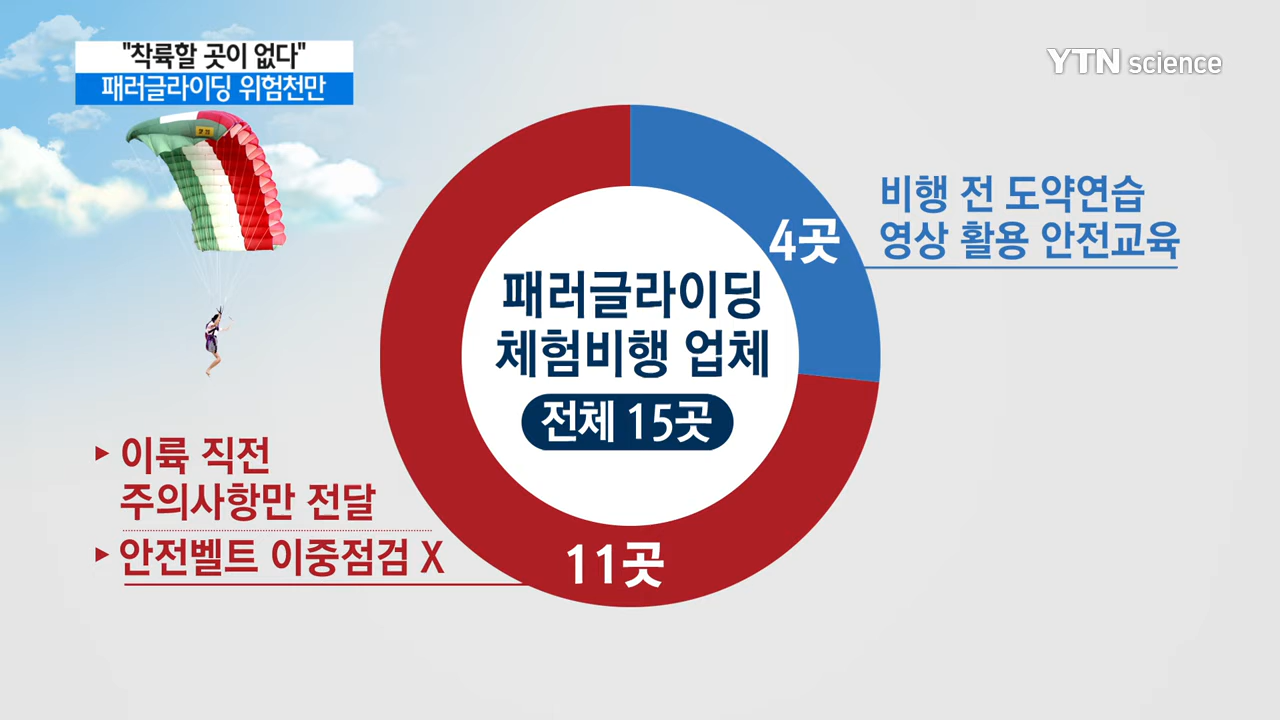 "착륙할 곳이 없다"
패러글라이딩 위험천만
YTN science
비행 전 도약연습
영상 활용 안전교육
4곳
패러글라이딩
체험비행 업체
전체 15곳
▶ 이륙 직전
주의사항만 전달
▶ 안전벨트 이중점검 X
11곳